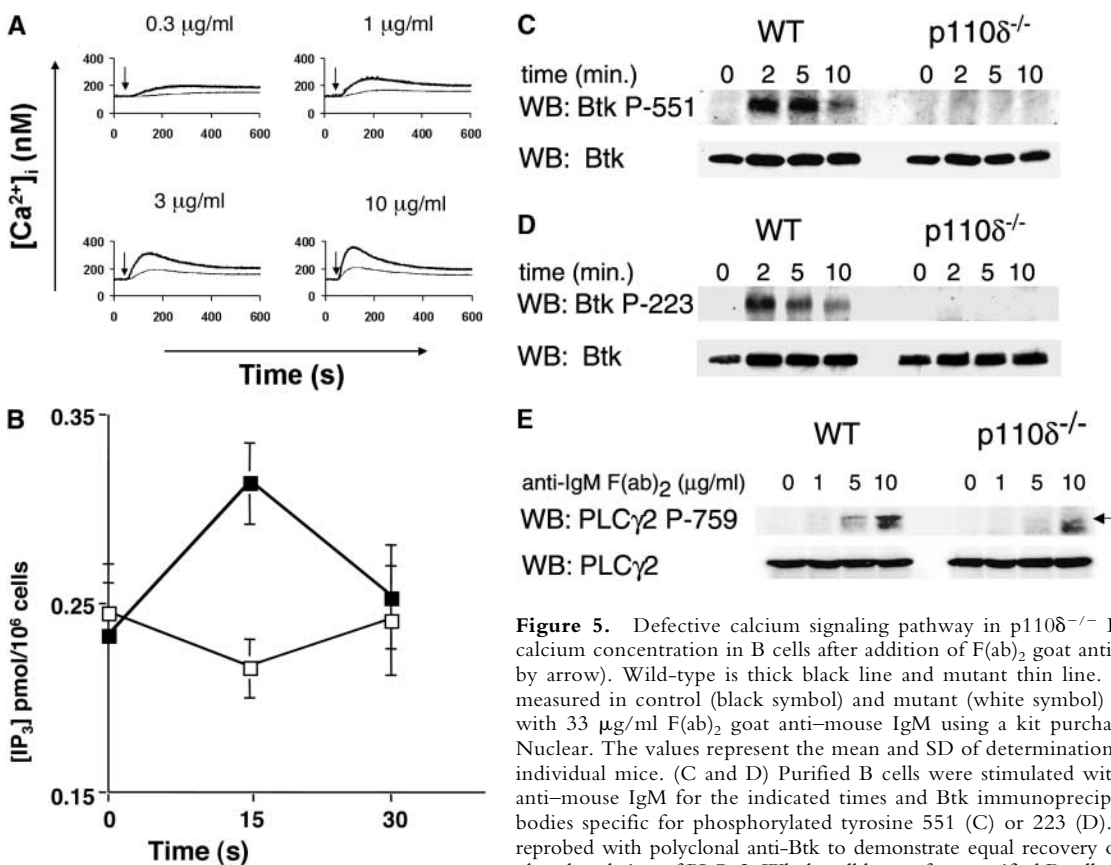 A
0.3 μg/ml
1 μg/ml
400
200
0
0 200 400 600
400
200
0
0 200 400 600
3 μg/ml
10 μg/ml
400
200
0
0 200 400 600
400
200
0
0 200 400 600
[Ca2+]i (nM)
Time (s)
B
0.35
0.25
0.15
[IP3] pmol/106 cells
0 15 30
Time (s)
C
WT p110δ-/-
time (min.) 0 2 5 10 0 2 5 10
WB: Btk P-551
WB: Btk
D
WT p110δ-/-
time (min.) 0 2 5 10 0 2 5 10
WB: Btk P-223
WB: Btk
E
WT p110δ-/-
anti-IgM F(ab)2 (μg/ml) 0 1 5 10 0 1 5 10
WB: PLCγ2 P-759
WB: PLCγ2
Figure 5. Defective calcium signaling pathway in p110δ−/−
calcium concentration in B cells after addition of F(ab)2 goat anti
by arrow). Wild-type is thick black line and mutant thin line.
measured in control (black symbol) and mutant (white symbol)
with 33 μg/ml F(ab)2 goat anti–mouse IgM using a kit purcha
Nuclear. The values represent the mean and SD of determination
individual mice. (C and D) Purified B cells were stimulated wit
anti–mouse IgM for the indicated times and Btk immunoprecip
bodies specific for phosphorylated tyrosine 551 (C) or 223 (D).
reprobed with polyclonal anti-Btk to demonstrate equal recovery